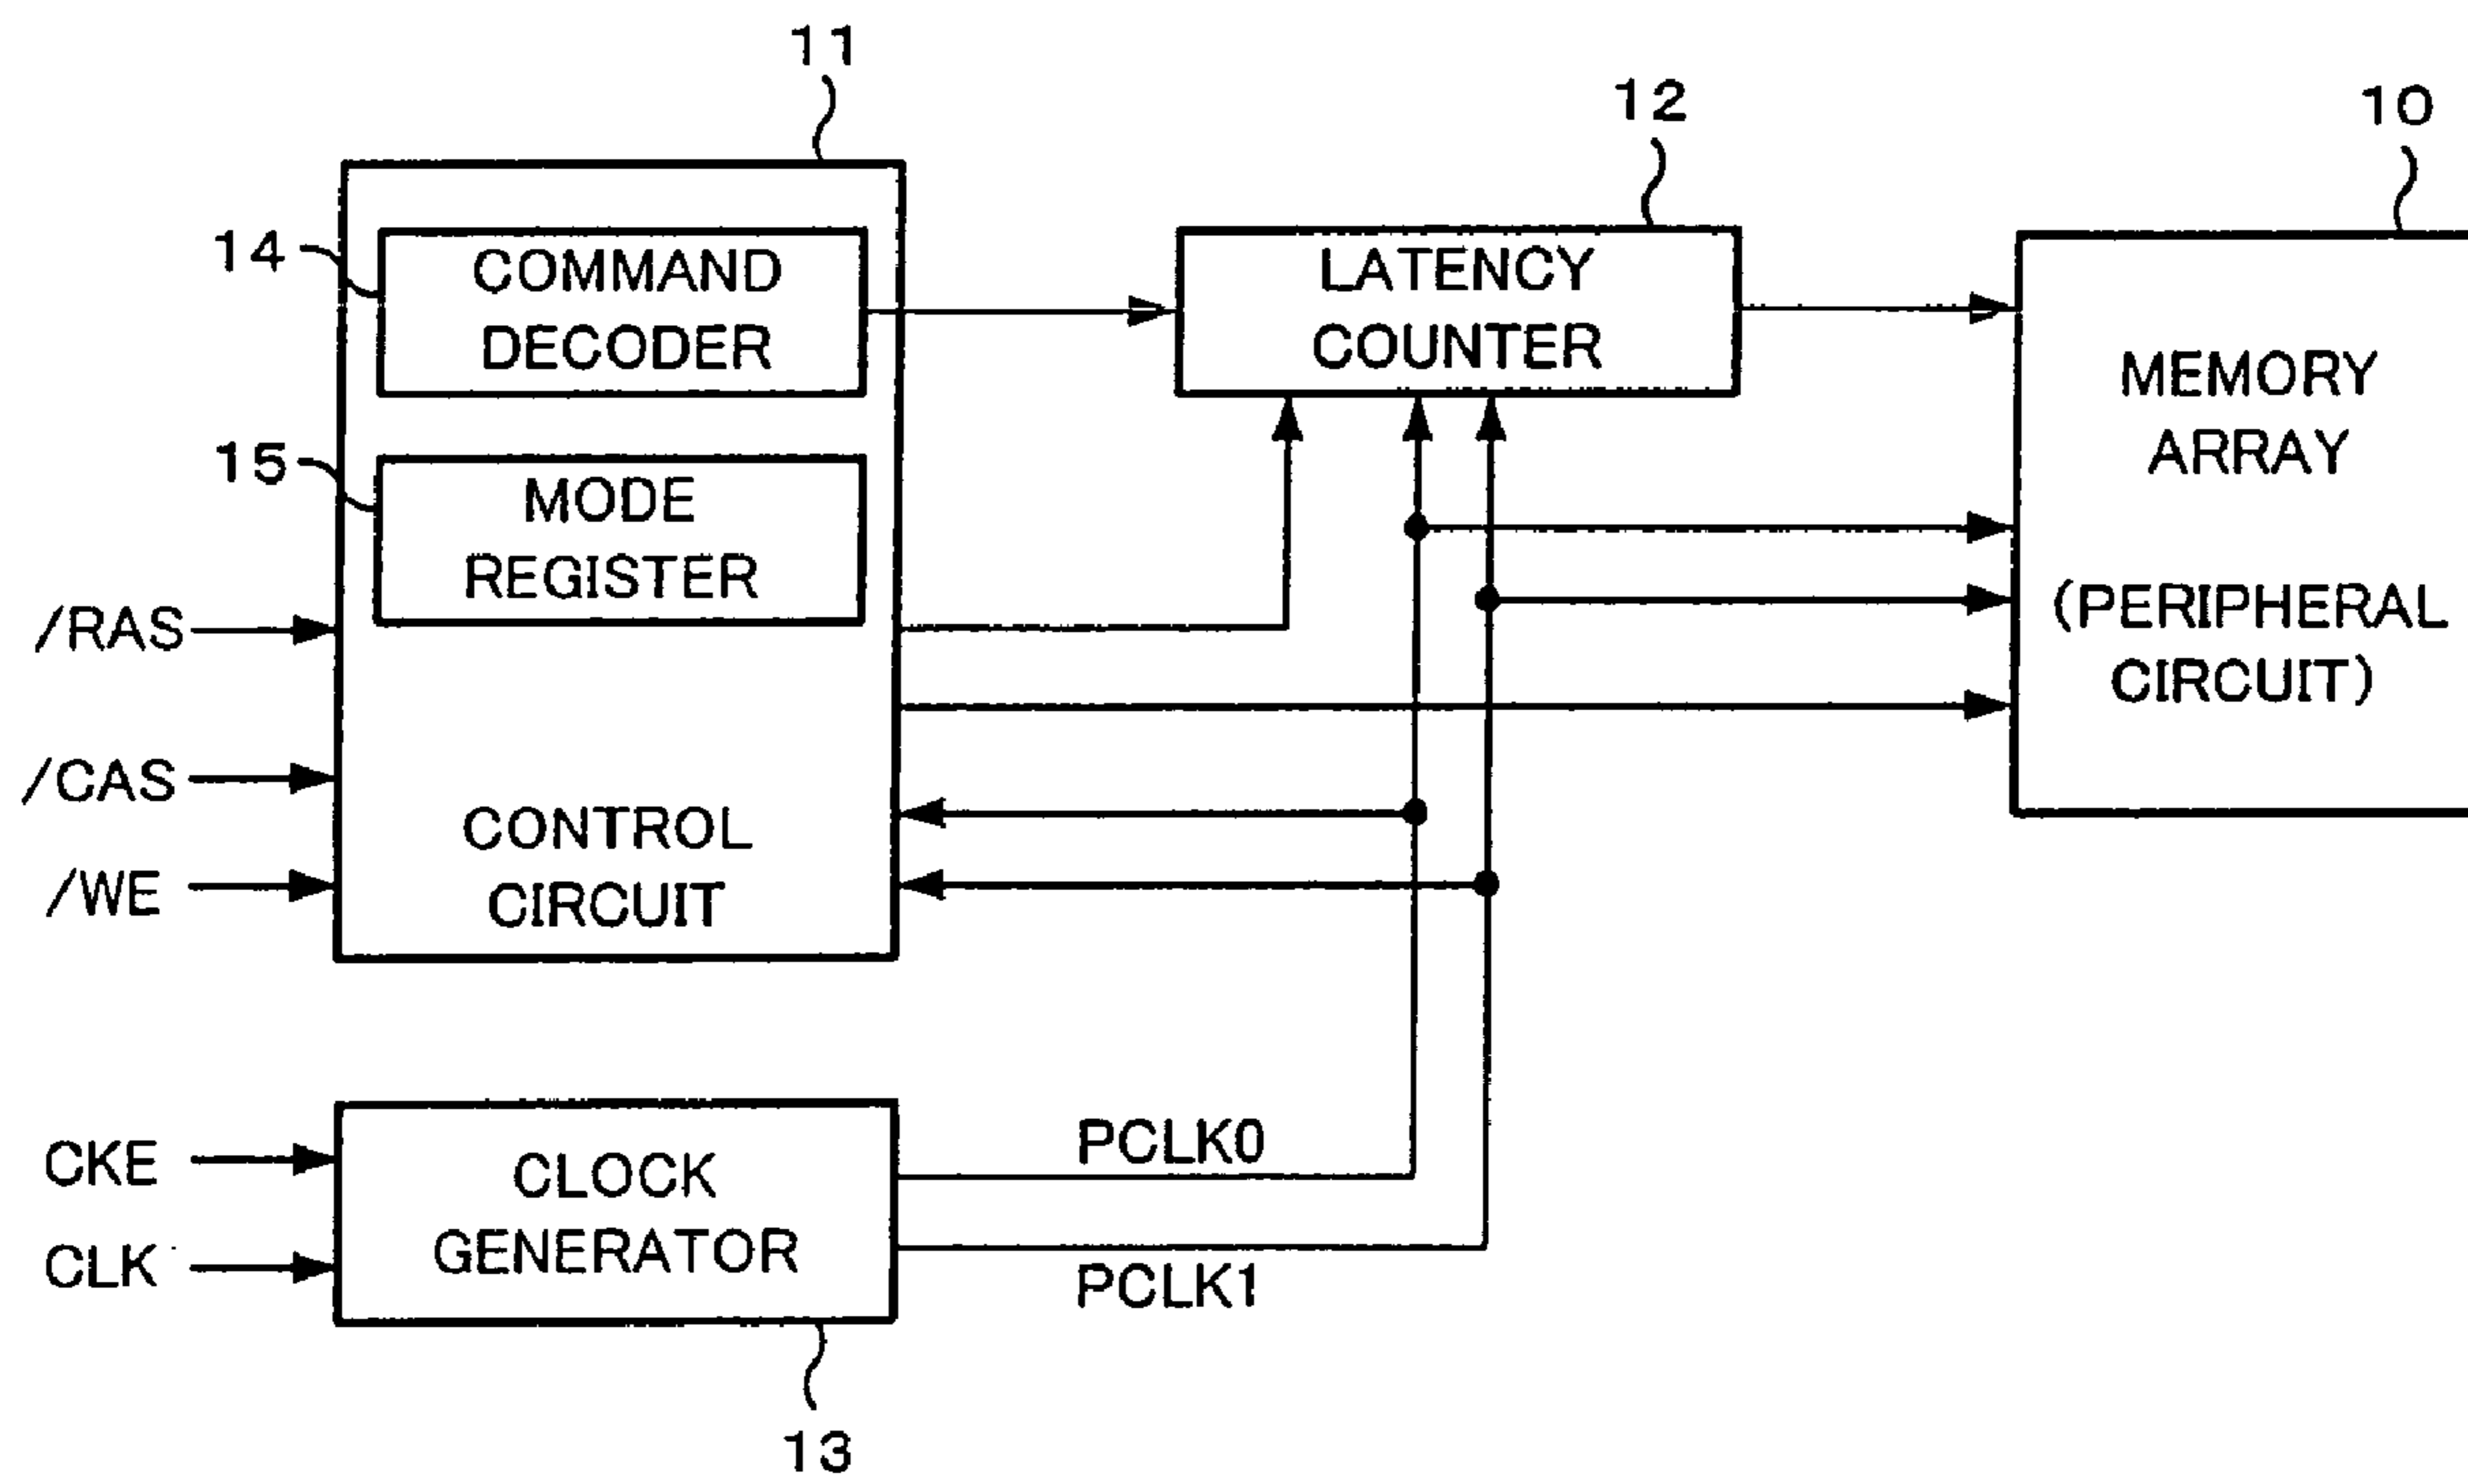 11
12
10
14
COMMAND
DECODER
LATENCY
COUNTER
MEMORY
ARRAY
(PERIPHERAL
CIRCUIT)
15
MODE
REGISTER
/RAS
/CAS
/WE
CONTROL
CIRCUIT
CKE
CLK
CLOCK
GENERATOR
PCLK0
PCLK1
13